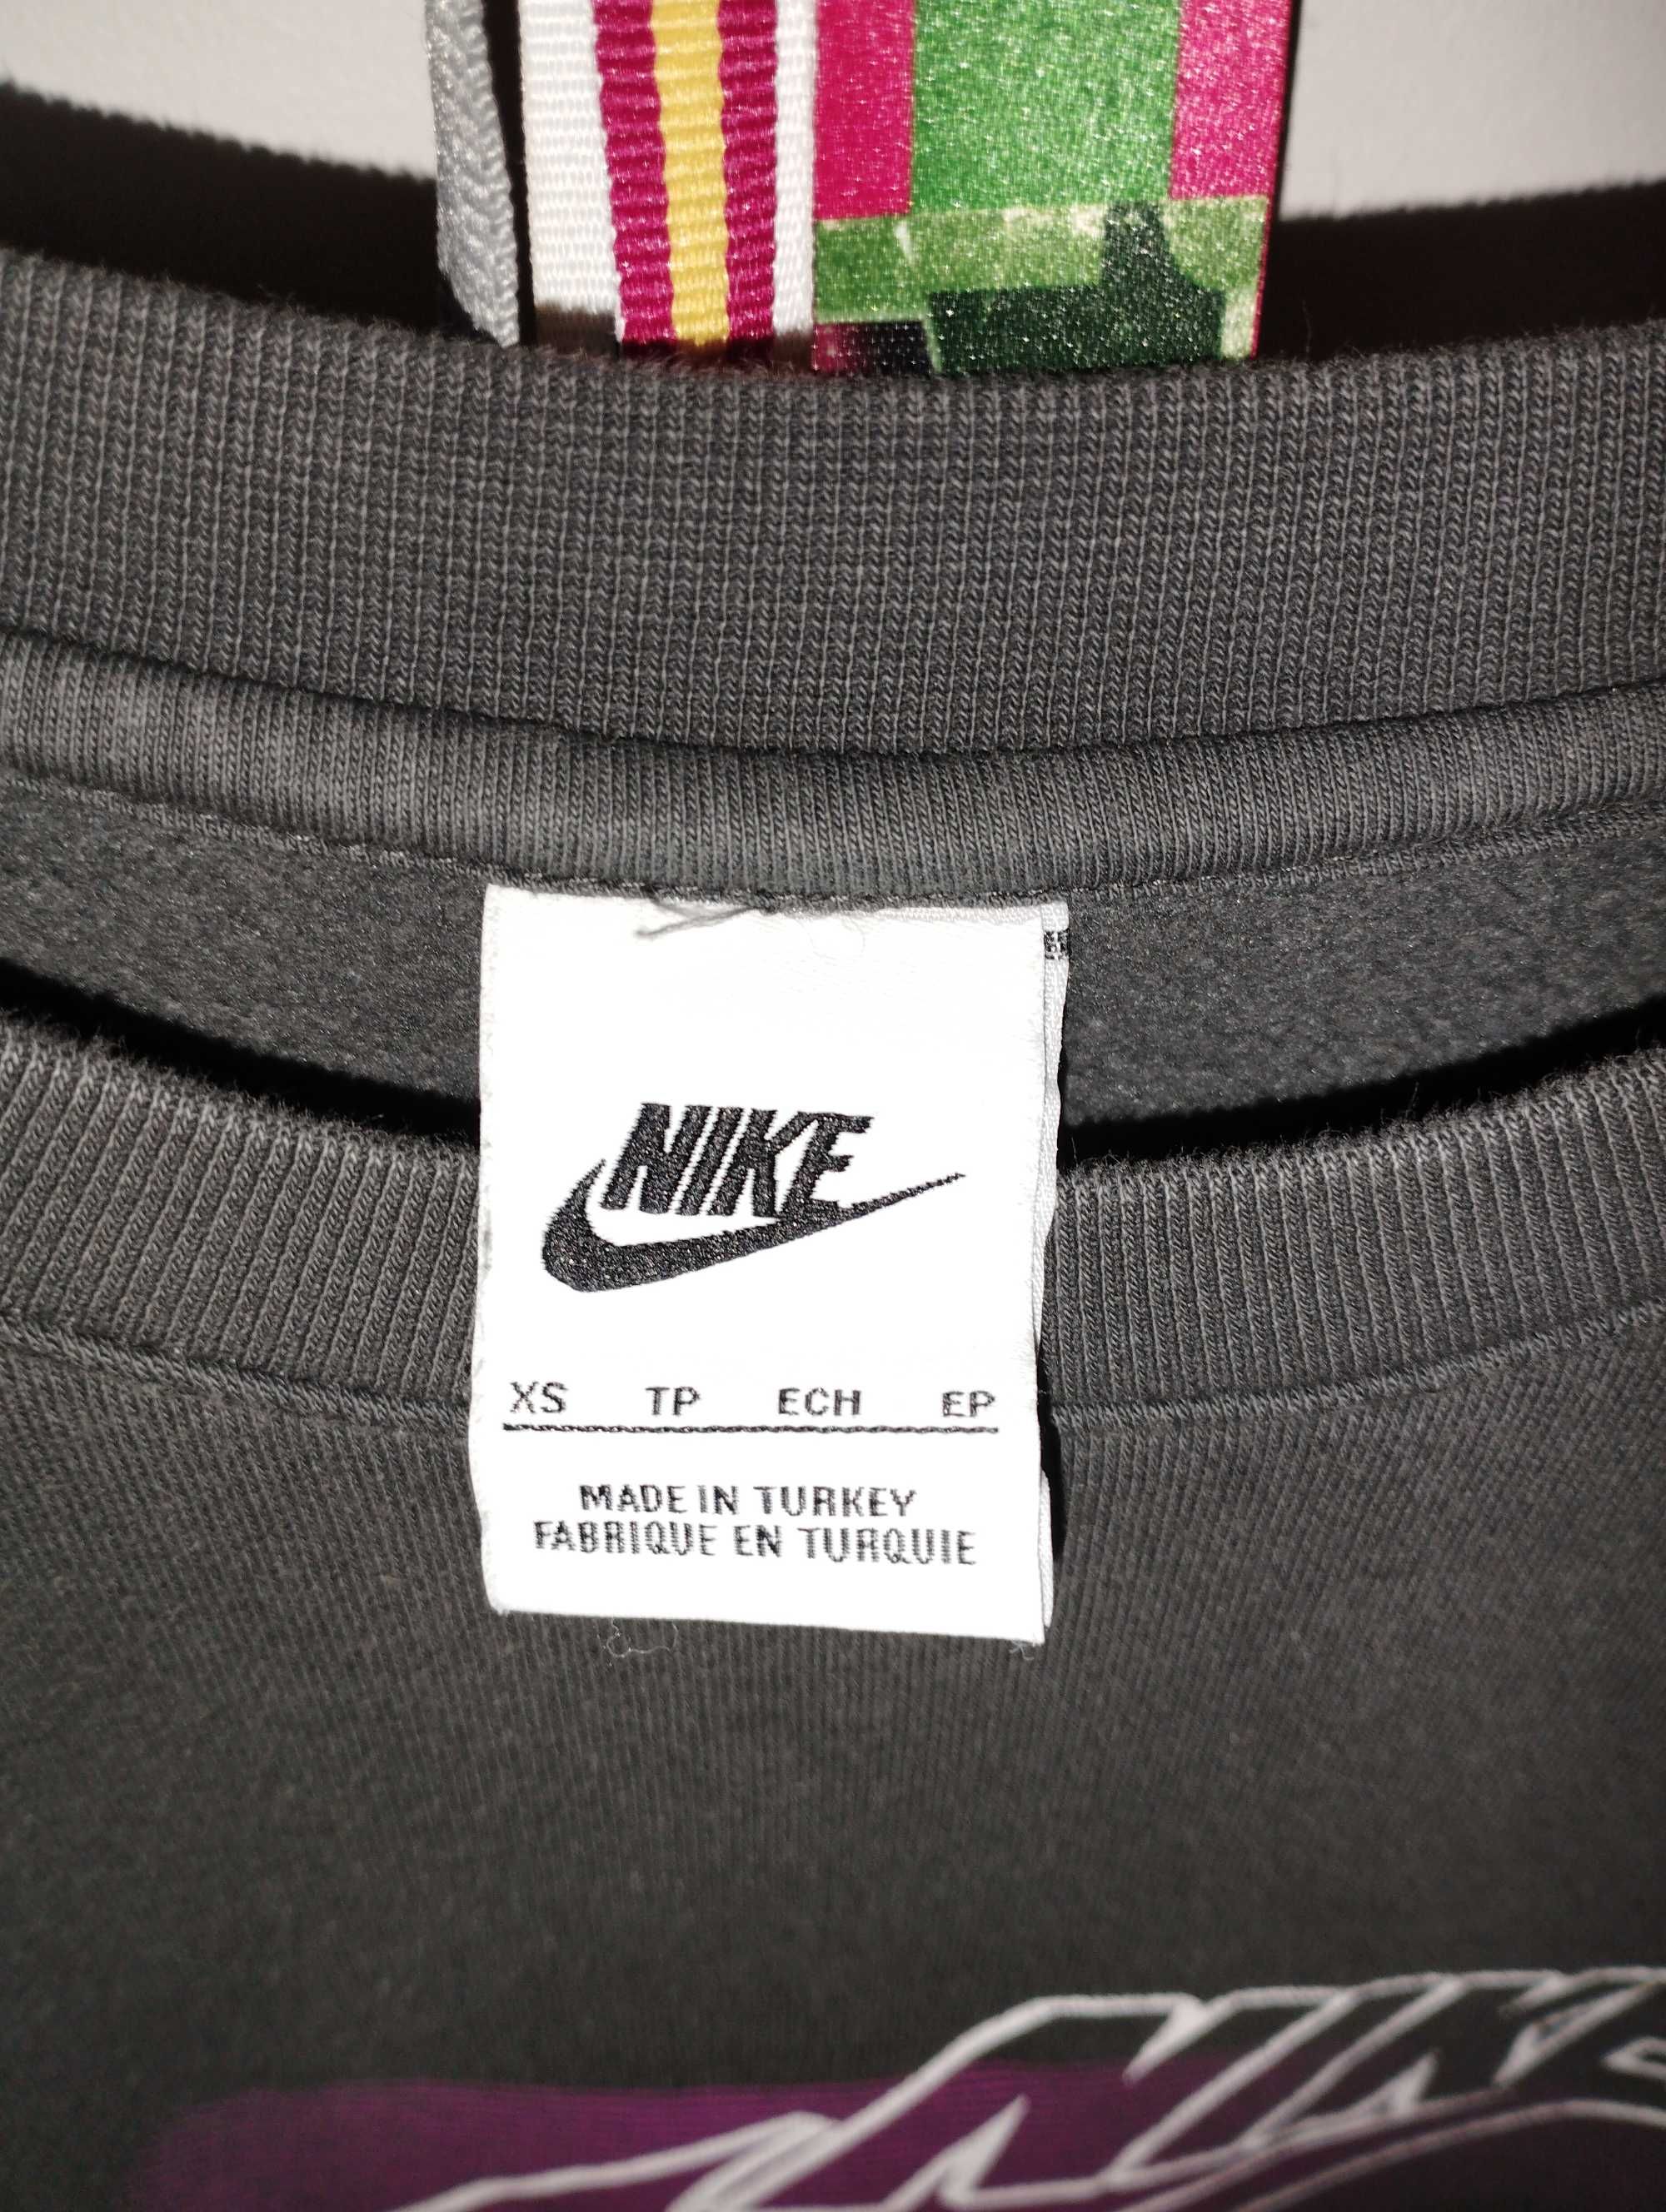 NIKE
XS TP ECH EP
MADE IN TURKEY
FABRIQUE EN TURQUIE